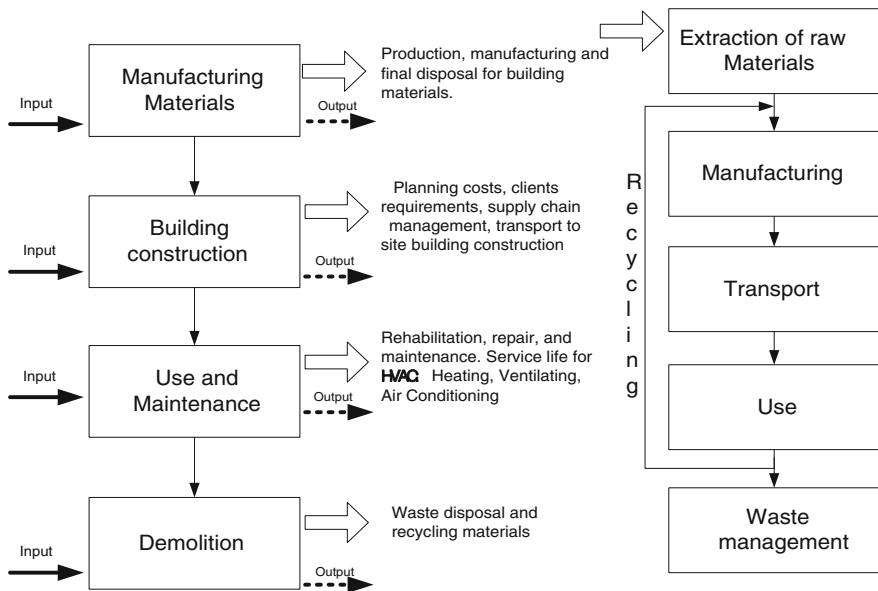 Manufacturing
Materials
Input
Output
Production, manufacturing and
final disposal for building
materials.
Building
construction
Input
Output
Planning costs, clients
requirements, supply chain
management, transport to
site building construction
Use and
Maintenance
Input
Output
Rehabilitation, repair, and
maintenance. Service life for
HVAC: Heating, Ventilating,
Air Conditioning
Demolition
Input
Output
Waste disposal and
recycling materials
Extraction of raw
Materials
Manufacturing
Transport
Use
Waste
management
Recycling